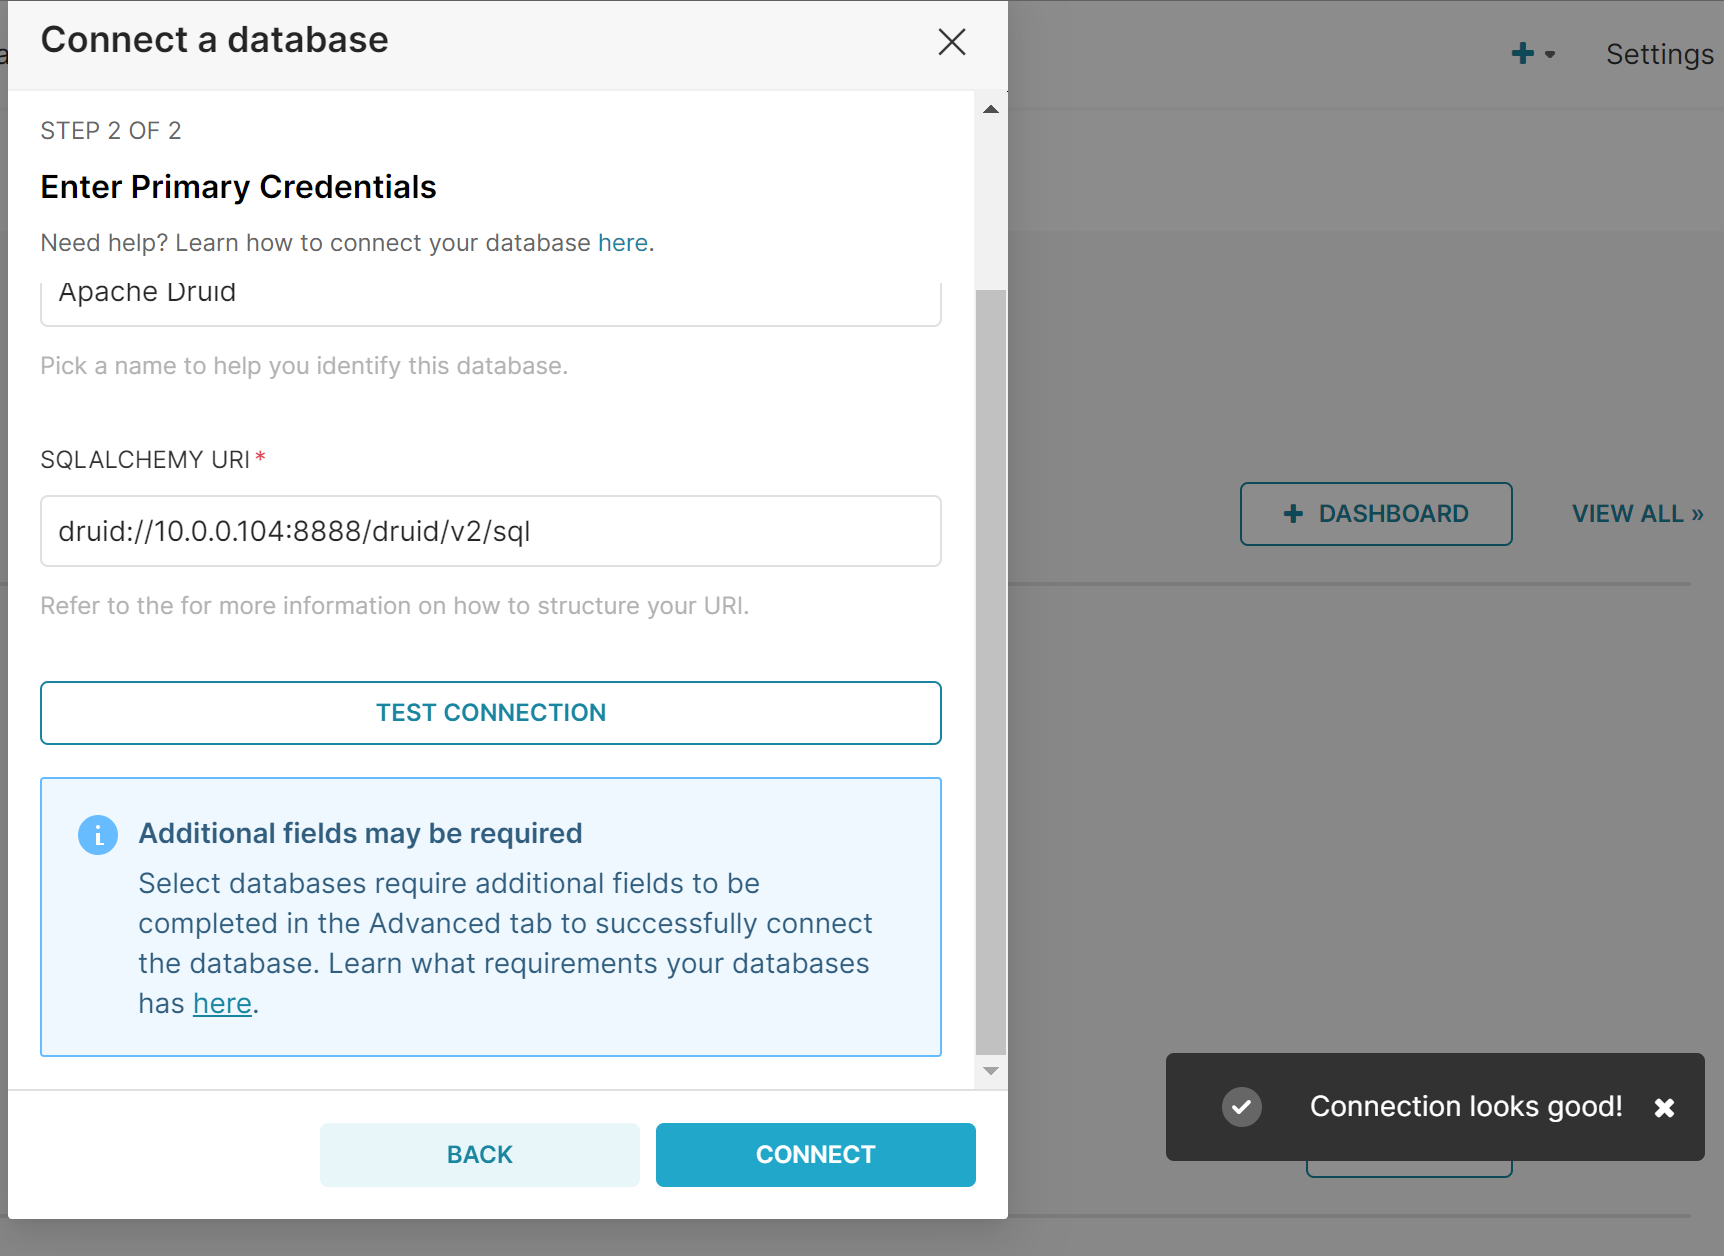 Connect a database
Settings
STEP 2 OF 2
Enter Primary Credentials
Need help? Learn how to connect your database here.
Apache Druid
Pick a name to help you identify this database.
SQLALCHEMY URI *
druid://10.0.0.104:8888/druid/v2/sql
+ DASHBOARD
VIEW ALL »
Refer to the for more information on how to structure your URI.
TEST CONNECTION
Additional fields may be required
Select databases require additional fields to be
completed in the Advanced tab to successfully connect
the database. Learn what requirements your databases
has here.
Connection looks good!
BACK
CONNECT